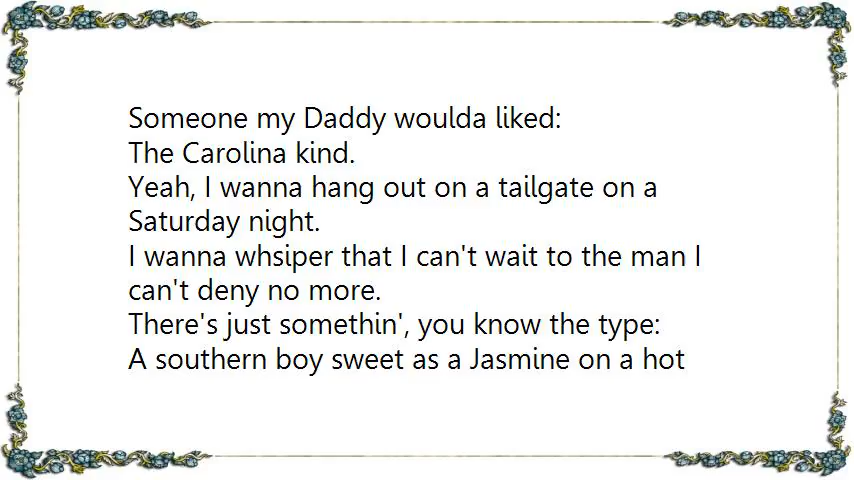 Someone my Daddy woulda liked:
The Carolina kind.
Yeah, I wanna hang out on a tailgate on a
Saturday night.
I wanna whsiper that I can't wait to the man I
can't deny no more.
There's just somethin', you know the type:
A southern boy sweet as a Jasmine on a hot